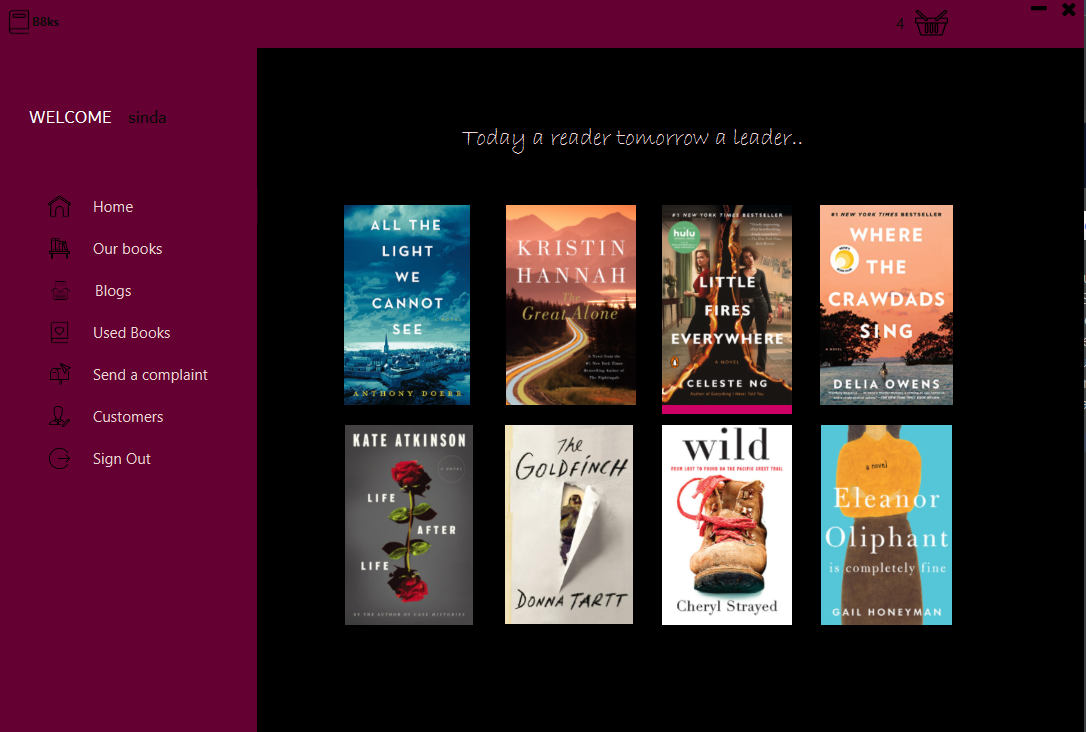 B8ks
4
WELCOME sinda
Home
Our books
Blogs
Used Books
Send a complaint
Customers
Sign Out
Today a reader tomorrow a leader..
ALL THE
LIGHT
WE
CANNOT
SEE
ANTHONY DOERR
KRISTIN
HANNAH
The
Great Alone
A Novel from the
#1 New York Times
Bestselling Author of
The Nightingale
#1 NEW YORK TIMES BESTSELLER
hulu
LITTLE
FIRES
EVERYWHERE
A NOVEL
CELESTE NG
Author of Everything I Never Told You
#1 NEW YORK TIMES BESTSELLER
WHERE
THE
CRAWDADS
SING
A NOVEL
DELIA OWENS
KATE ATKINSON
A NOVEL
LIFE
AFTER
LIFE
BY THE AUTHOR OF CASE HISTORIES
The
GOLDFINCH
DONNA TARTT
wild
FROM LOST TO FOUND ON THE PACIFIC CREST TRAIL
Cheryl Strayed
a novel
Eleanor
Oliphant
is completely fine
GAIL HONEYMAN